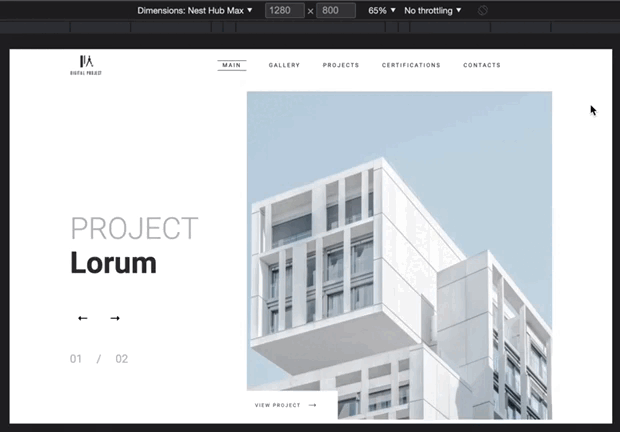 Dimensions: Nest Hub Max ▼ 1280 × 800 65% ▼ No throttling ▼
DIGITAL PROJECT
MAIN GALLERY PROJECTS CERTIFICATIONS CONTACTS
PROJECT
Lorum
← →
01 / 02
VIEW PROJECT →